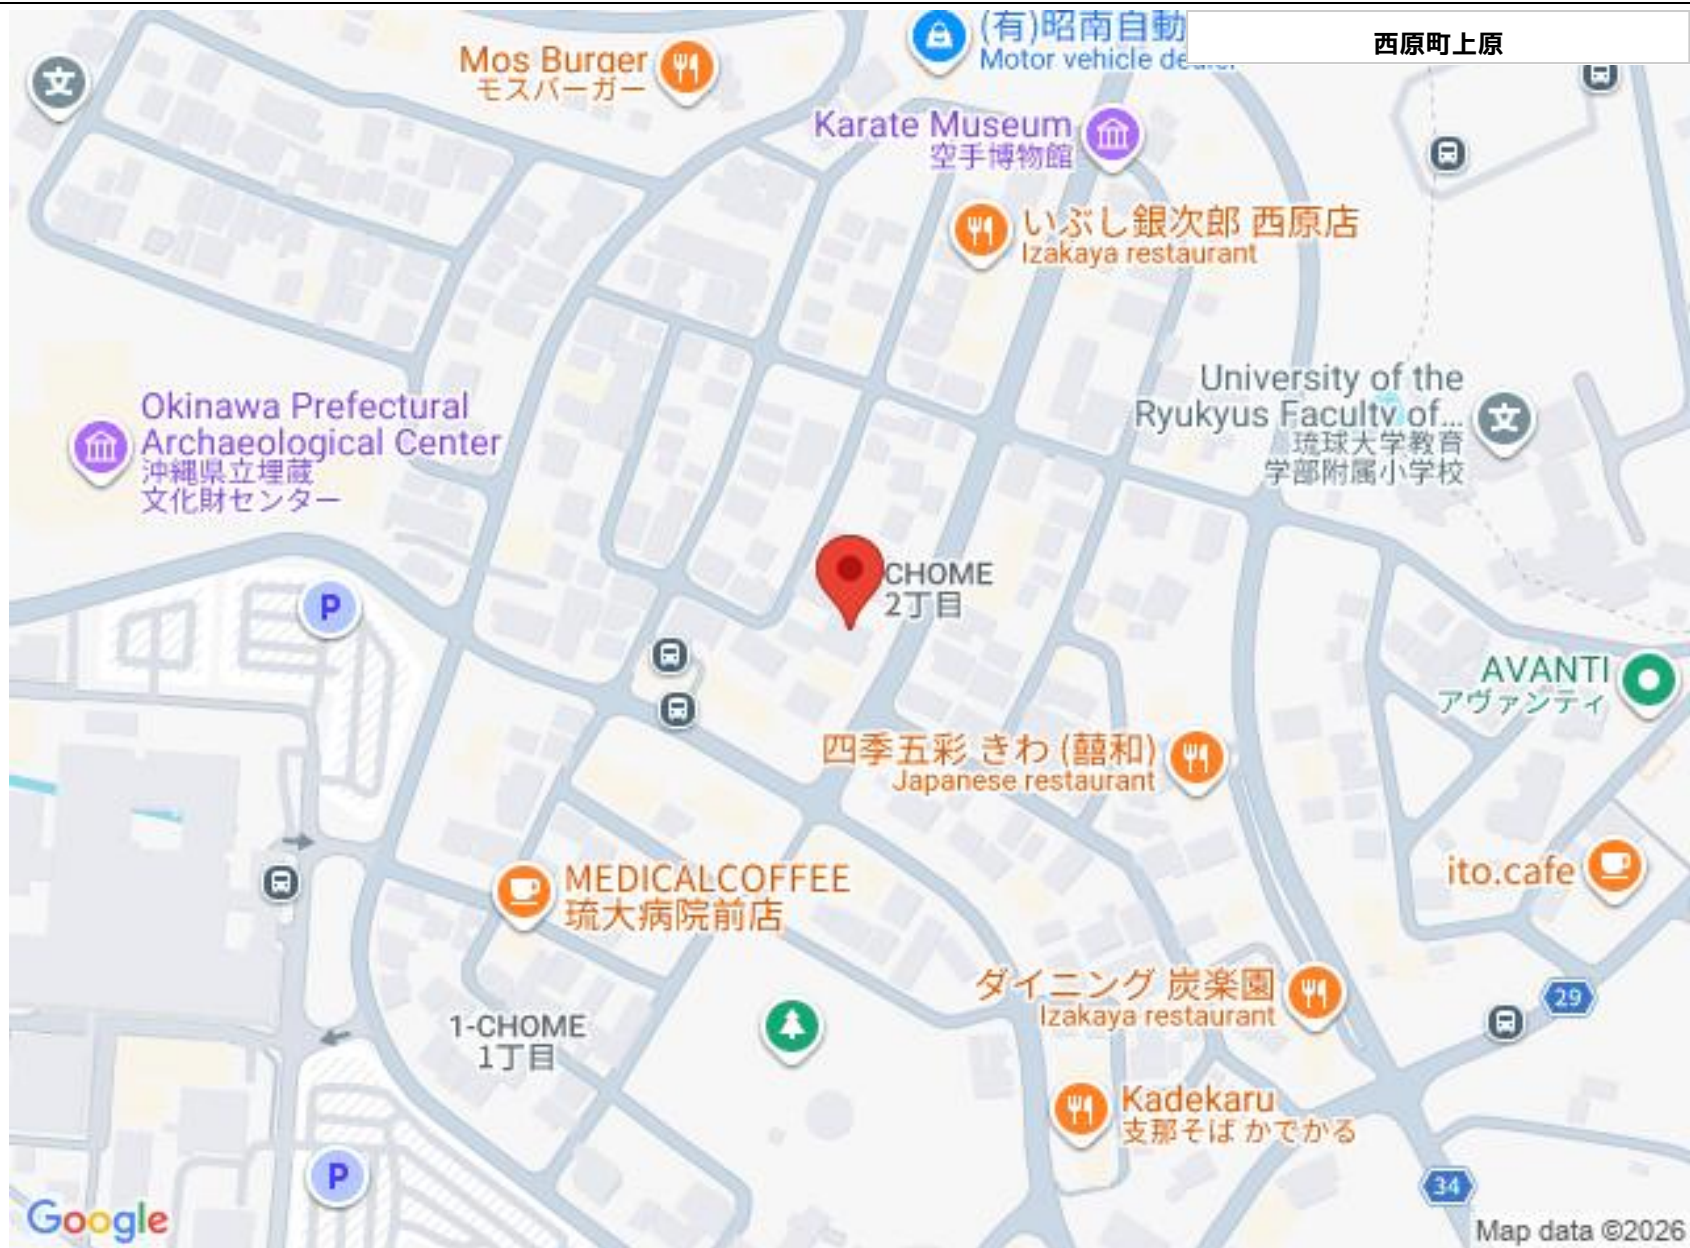 (有)昭南自動
Motor vehicle dealer
西原町上原
Mos Burger
モスバーガー
Karate Museum
空手博物館
いぶし銀次郎 西原店
Izakaya restaurant
University of the
Ryukyus Faculty of...
琉球大学教育
学部附属小学校
Okinawa Prefectural
Archaeological Center
沖縄県立埋蔵
文化財センター
CHOME
2丁目
P
AVANTI
アヴァンティ
四季五彩 きわ (囍和)
Japanese restaurant
ito.cafe
MEDICALCOFFEE
琉大病院前店
ダイニング 炭楽園
Izakaya restaurant
29
1-CHOME
1丁目
Kadekaru
支那そば かでかる
P
34
Google
Map data ©2026